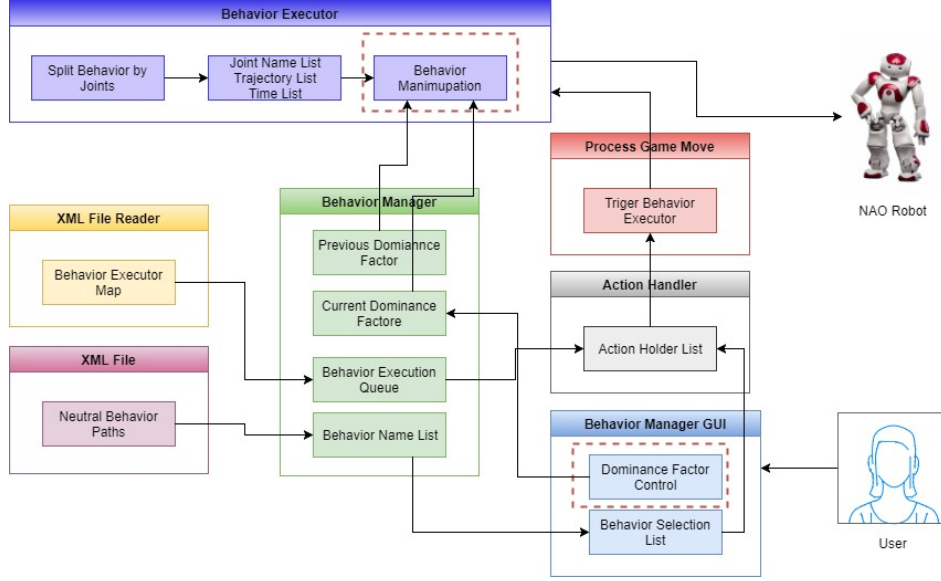 Behavior Executor
Split Behavior by
Joints
Joint Name List
Trajectory List
Time List
Behavior
Manimupation
NAO Robot
Process Game Move
Triger Behavior
Executor
Behavior Manager
Previous Domiannce
Factor
Current Dominance
Factore
Behavior Execution
Queue
Behavior Name List
XML File Reader
Behavior Executor
Map
XML File
Neutral Behavior
Paths
Action Handler
Action Holder List
Behavior Manager GUI
Dominance Factor
Control
Behavior Selection
List
User